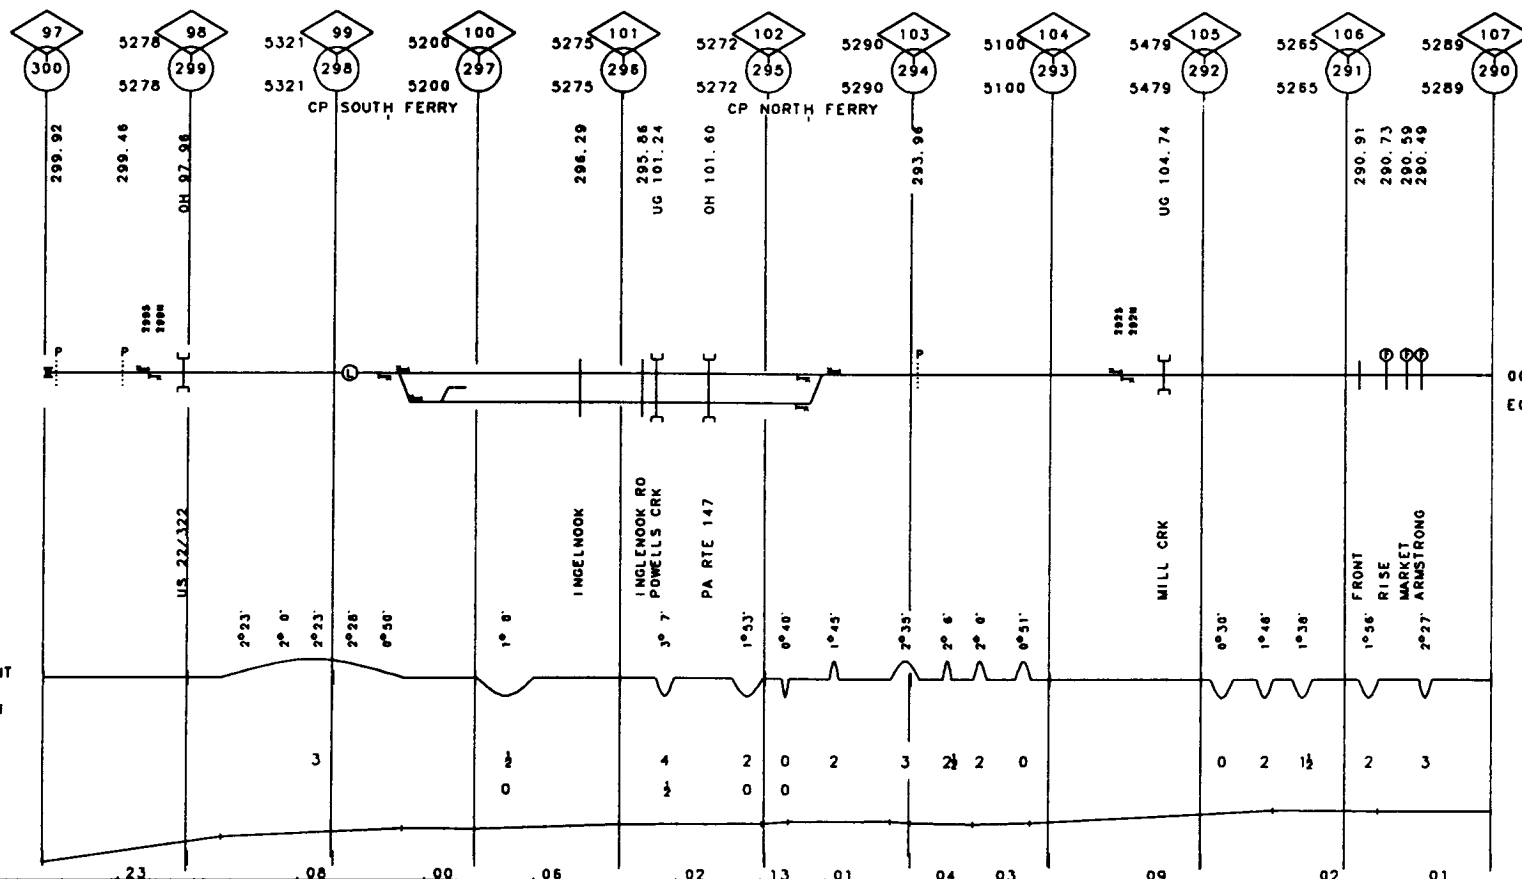 97 98 99 100 101 102 103 104 105 106 107
5278 5321 5200 5275 5272 5290 5100 5479 5265 5289
300 299 298 297 296 295 294 293 292 291 290
5278 5321 5200 5275 5272 5290 5100 5479 5265 5289
CP SOUTH FERRY
CP NORTH FERRY
299.92
299.46
OH 97.96
296.29
295.86
UG 101.24
OH 101.60
293.96
UG 104.74
290.91
290.73
290.59
290.49
299S
299N
292S
292N
P P L P P P P
US 22/322
INGELNOOK
INGLENOOK RD
POWELLS CRK
PA RTE 147
MILL CRK
FRONT
RISE
MARKET
ARMSTRONG
2°23' 2° 0' 2°23' 2°28' 0°50' 1° 8' 3° 7' 1°53' 0°40' 1°45' 2°35' 2° 6' 2° 0' 0°51' 0°30' 1°48' 1°38' 1°56' 2°27'
3 ½ 4 2 0 2 3 2½ 2 0 0 2 1½ 2 3
0 ½ 0 0
.23 .08 .00 .06 .02 .13 .01 .04 .03 .09 .02 .01